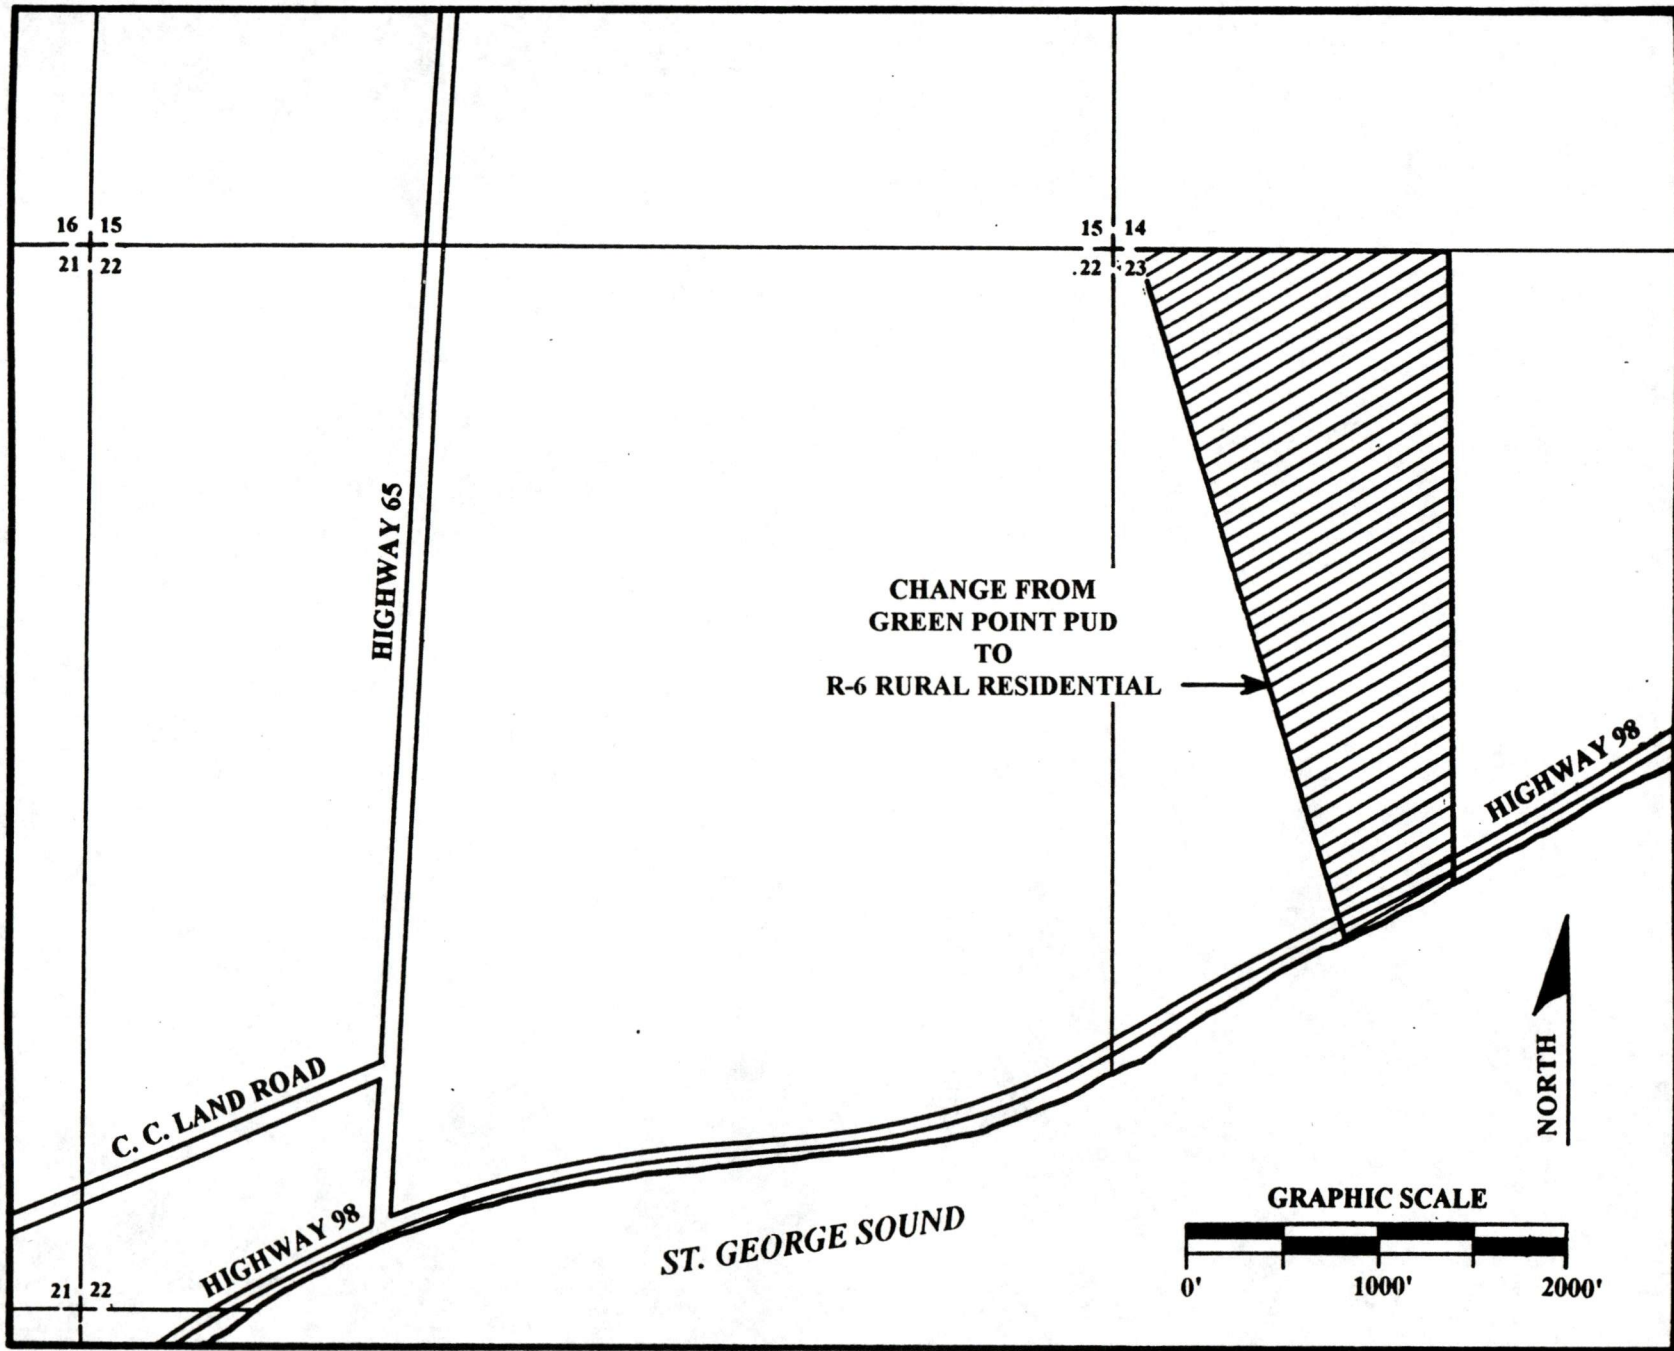 16 15
21 22
15 14
22 23
HIGHWAY 65
CHANGE FROM
GREEN POINT PUD
TO
R-6 RURAL RESIDENTIAL
HIGHWAY 98
NORTH
C. C. LAND ROAD
HIGHWAY 98
ST. GEORGE SOUND
GRAPHIC SCALE
0' 1000' 2000'
21 22